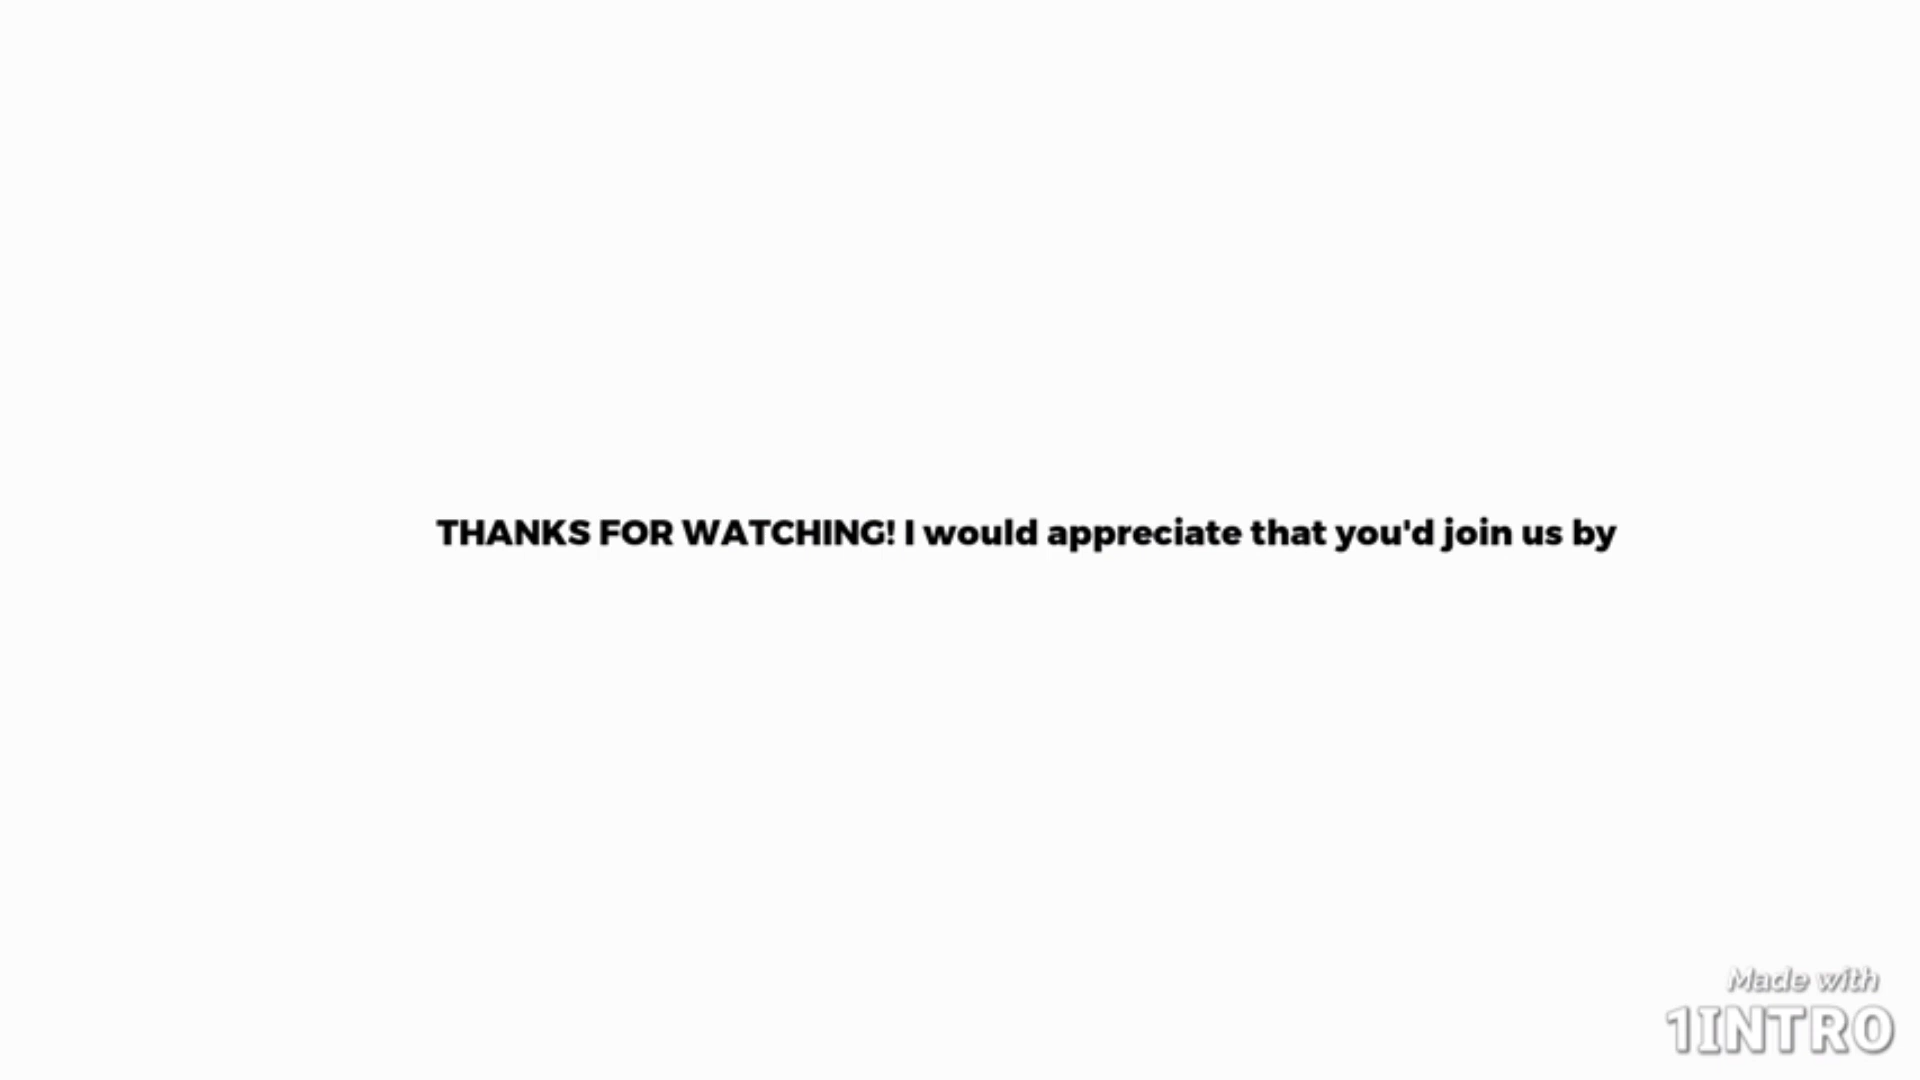 THANKS FOR WATCHING! I would appreciate that you'd join us by
Made with
1INTRO